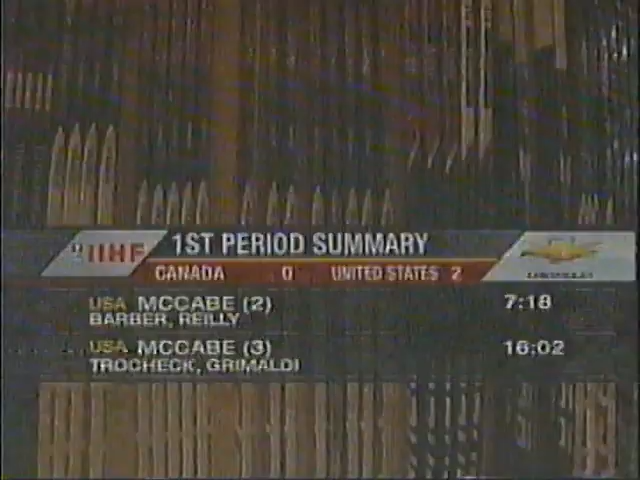 IIHF
1ST PERIOD SUMMARY
CANADA 0 UNITED STATES 2
CHEVROLET
USA MCCABE (2) 7:18
BARBER, REILLY
USA MCCABE (3) 16:02
TROCHECK, GRIMALDI